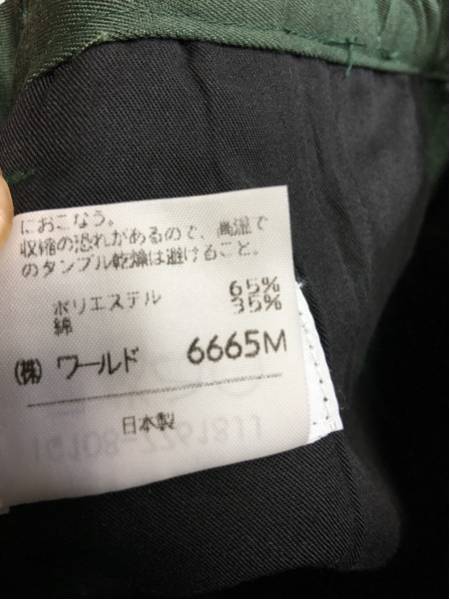 におこなう。
収縮の恐れがあるので、高温で
のタンブル乾燥は避けること。
ポリエステル 65%
綿 35%
㈱ ワールド 6665M
日本製